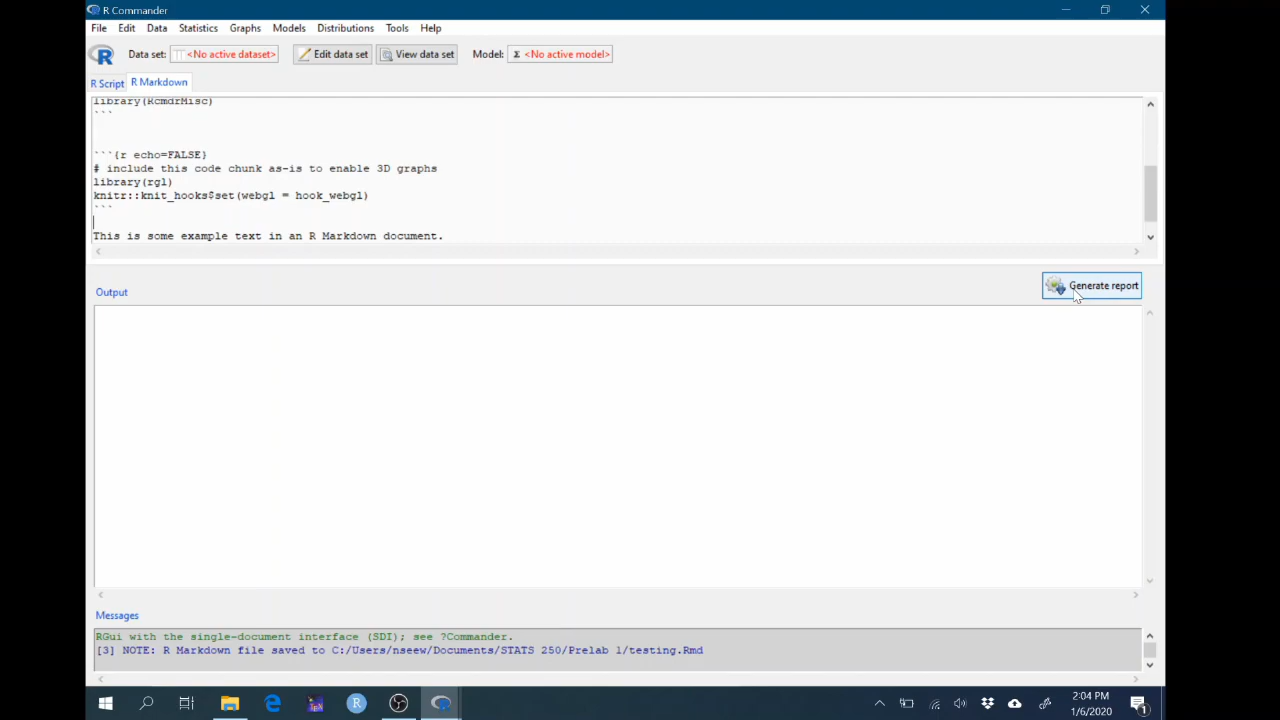 R Commander
File Edit Data Statistics Graphs Models Distributions Tools Help
R Data set: <No active dataset> Edit data set View data set Model: Σ <No active model>
R Script R Markdown
library(RcmdrMisc)
```
```{r echo=FALSE}
# include this code chunk as-is to enable 3D graphs
library(rgl)
knitr::knit_hooks$set(webgl = hook_webgl)
```
This is some example text in an R Markdown document.
Generate report
Output
Messages
RGui with the single-document interface (SDI); see ?Commander.
[3] NOTE: R Markdown file saved to C:/Users/nseew/Documents/STATS 250/Prelab 1/testing.Rmd
2:04 PM
1/6/2020
1